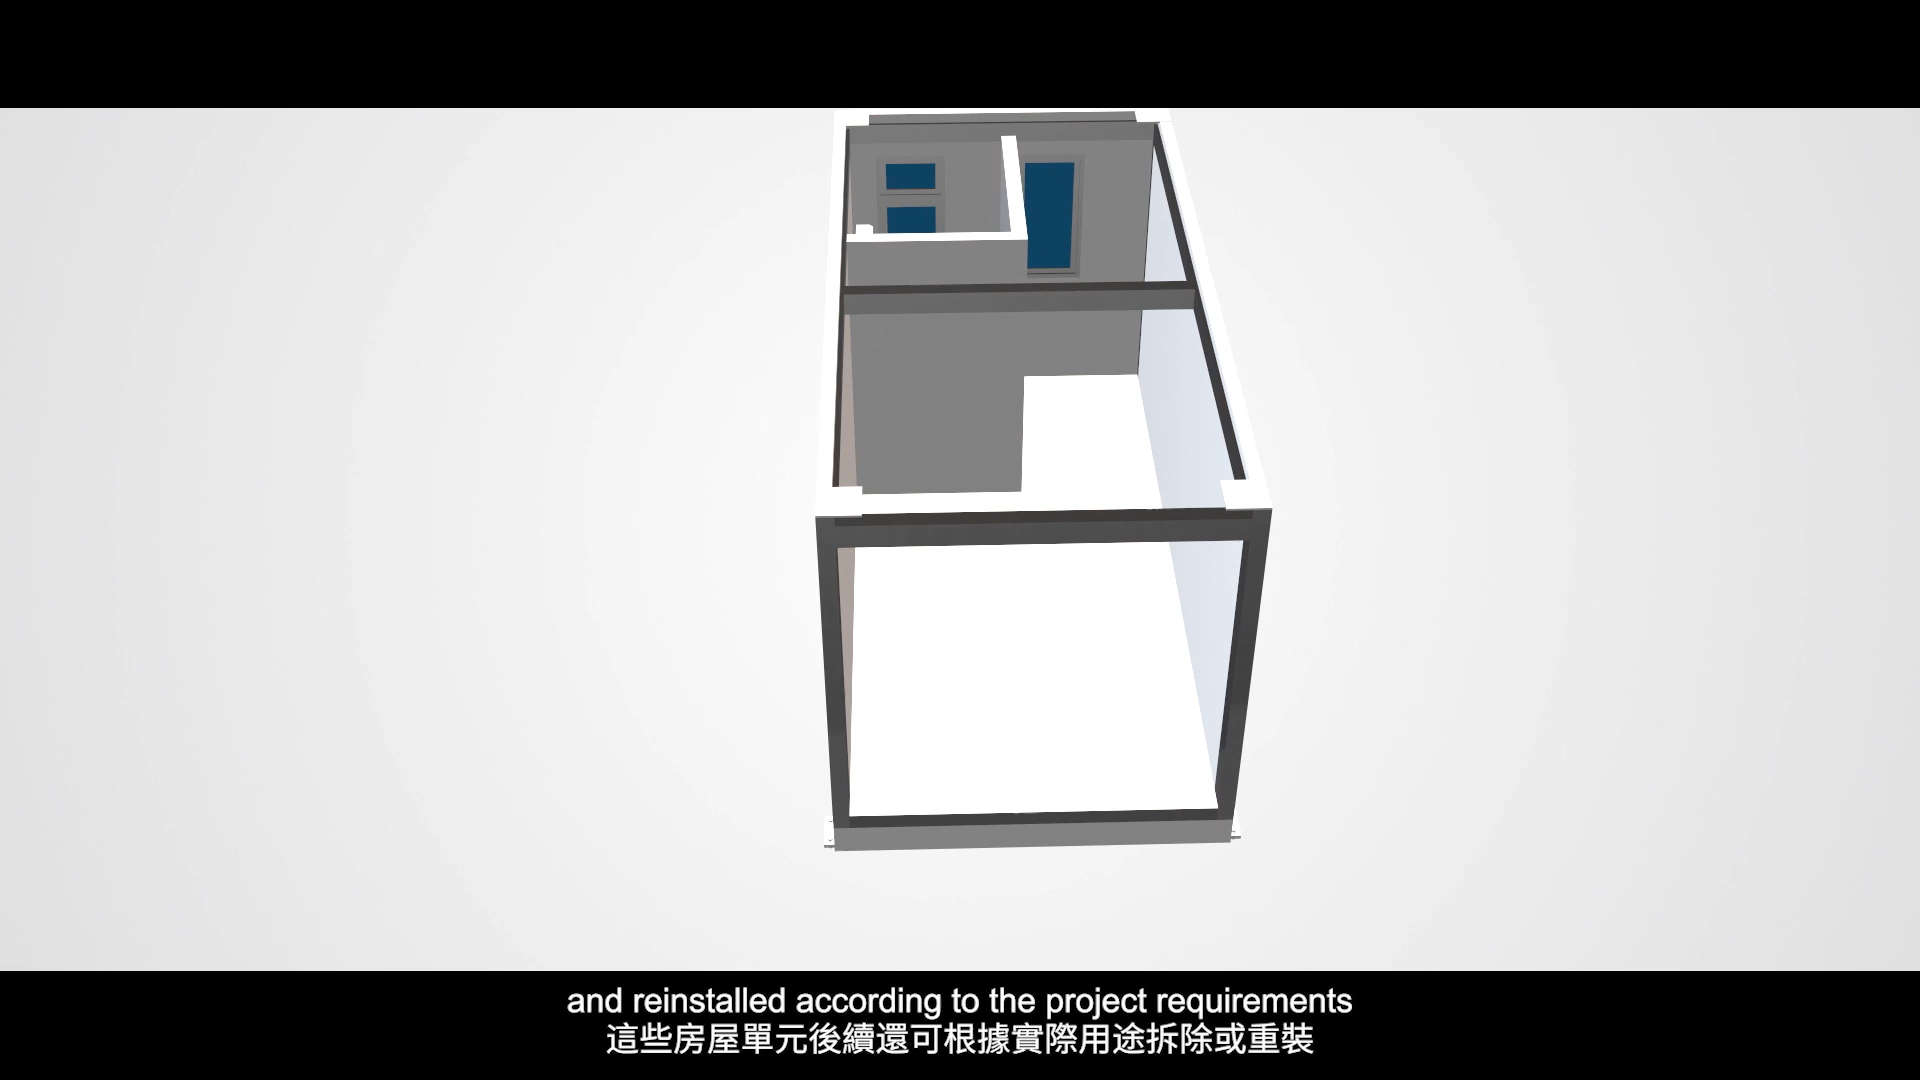 and reinstalled according to the project requirements
這些房屋單元後續還可根據實際用途拆除或重裝